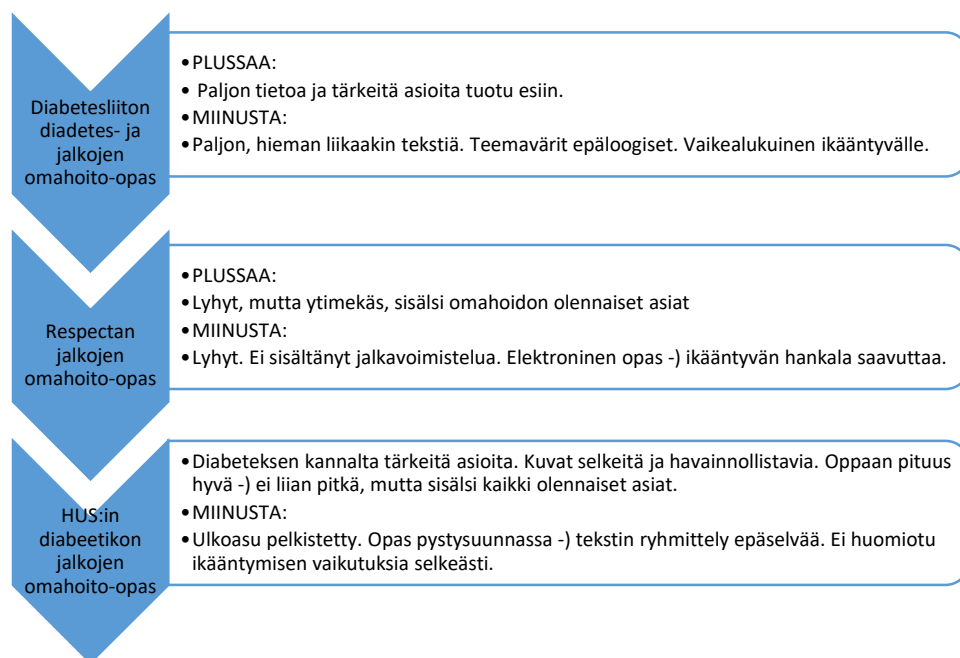 Diabetesliiton
diadetes- ja
jalkojen
omahoito-opas
•PLUSSAA:
• Paljon tietoa ja tärkeitä asioita tuotu esiin.
•MIINUSTA:
•Paljon, hieman liikaakin tekstiä. Teemavärit epäloogiset. Vaikealukuinen ikääntyvälle.
Respectan
jalkojen
omahoito-opas
•PLUSSAA:
•Lyhyt, mutta ytimekäs, sisälsi omahoidon olennaiset asiat
•MIINUSTA:
•Lyhyt. Ei sisältänyt jalkavoimistelua. Elektroninen opas -) ikääntyvän hankala saavuttaa.
HUS:in
diabeetikon
jalkojen
omahoito-opas
•Diabeteksen kannalta tärkeitä asioita. Kuvat selkeitä ja havainnollistavia. Oppaan pituus
hyvä -) ei liian pitkä, mutta sisälsi kaikki olennaiset asiat.
•MIINUSTA:
•Ulkoasu pelkistetty. Opas pystysuunnassa -) tekstin ryhmittely epäselvää. Ei huomiotu
ikääntymisen vaikutuksia selkeästi.